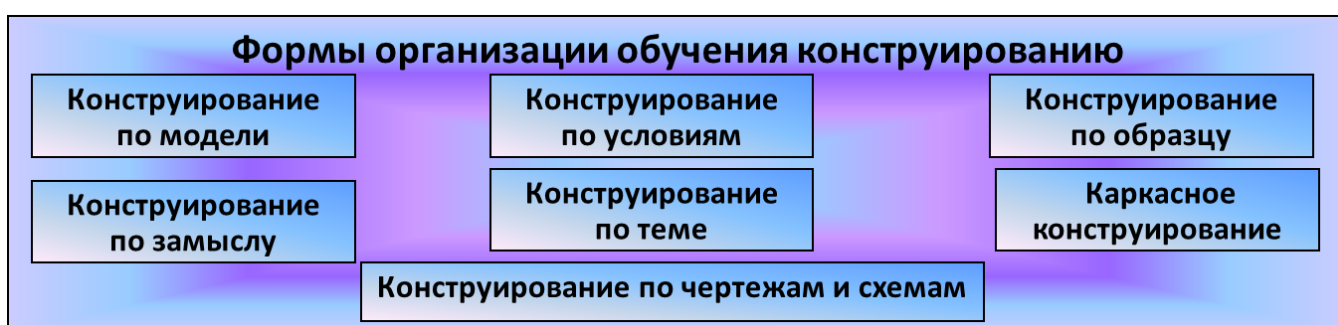 Формы организации обучения конструированию
Конструирование
по модели
Конструирование
по условиям
Конструирование
по образцу
Конструирование
по замыслу
Конструирование
по теме
Каркасное
конструирование
Конструирование по чертежам и схемам